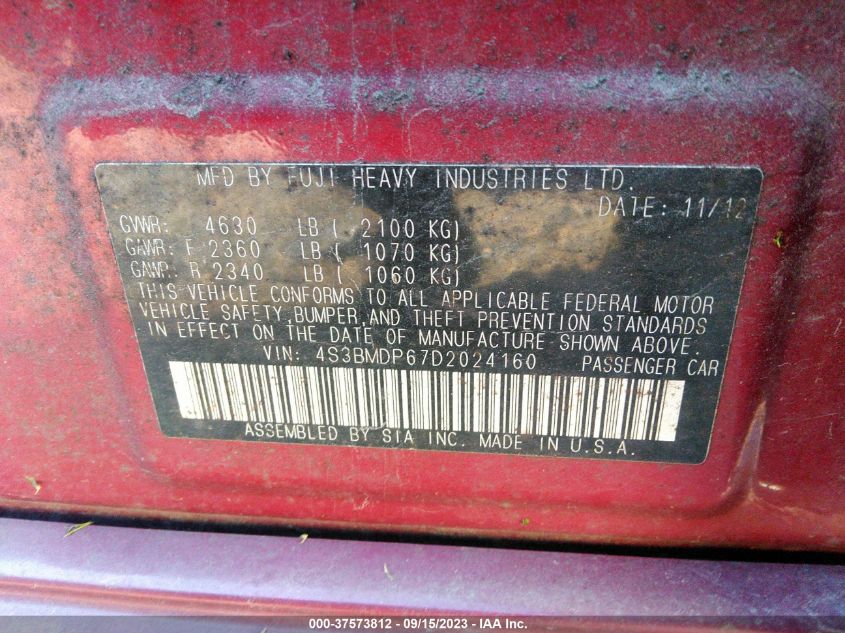 MFD BY FUJI HEAVY INDUSTRIES LTD.
DATE: 11/12
GVWR: 4630 LB ( 2100 KG)
GAWR: F 2360 LB ( 1070 KG)
GAWR: R 2340 LB ( 1060 KG)
THIS VEHICLE CONFORMS TO ALL APPLICABLE FEDERAL MOTOR
VEHICLE SAFETY, BUMPER, AND THEFT PREVENTION STANDARDS
IN EFFECT ON THE DATE OF MANUFACTURE SHOWN ABOVE.
VIN: 4S3BMDP67D2024160 PASSENGER CAR
ASSEMBLED BY SIA INC. MADE IN U.S.A.
000-37573812 - 09/15/2023 - IAA Inc.